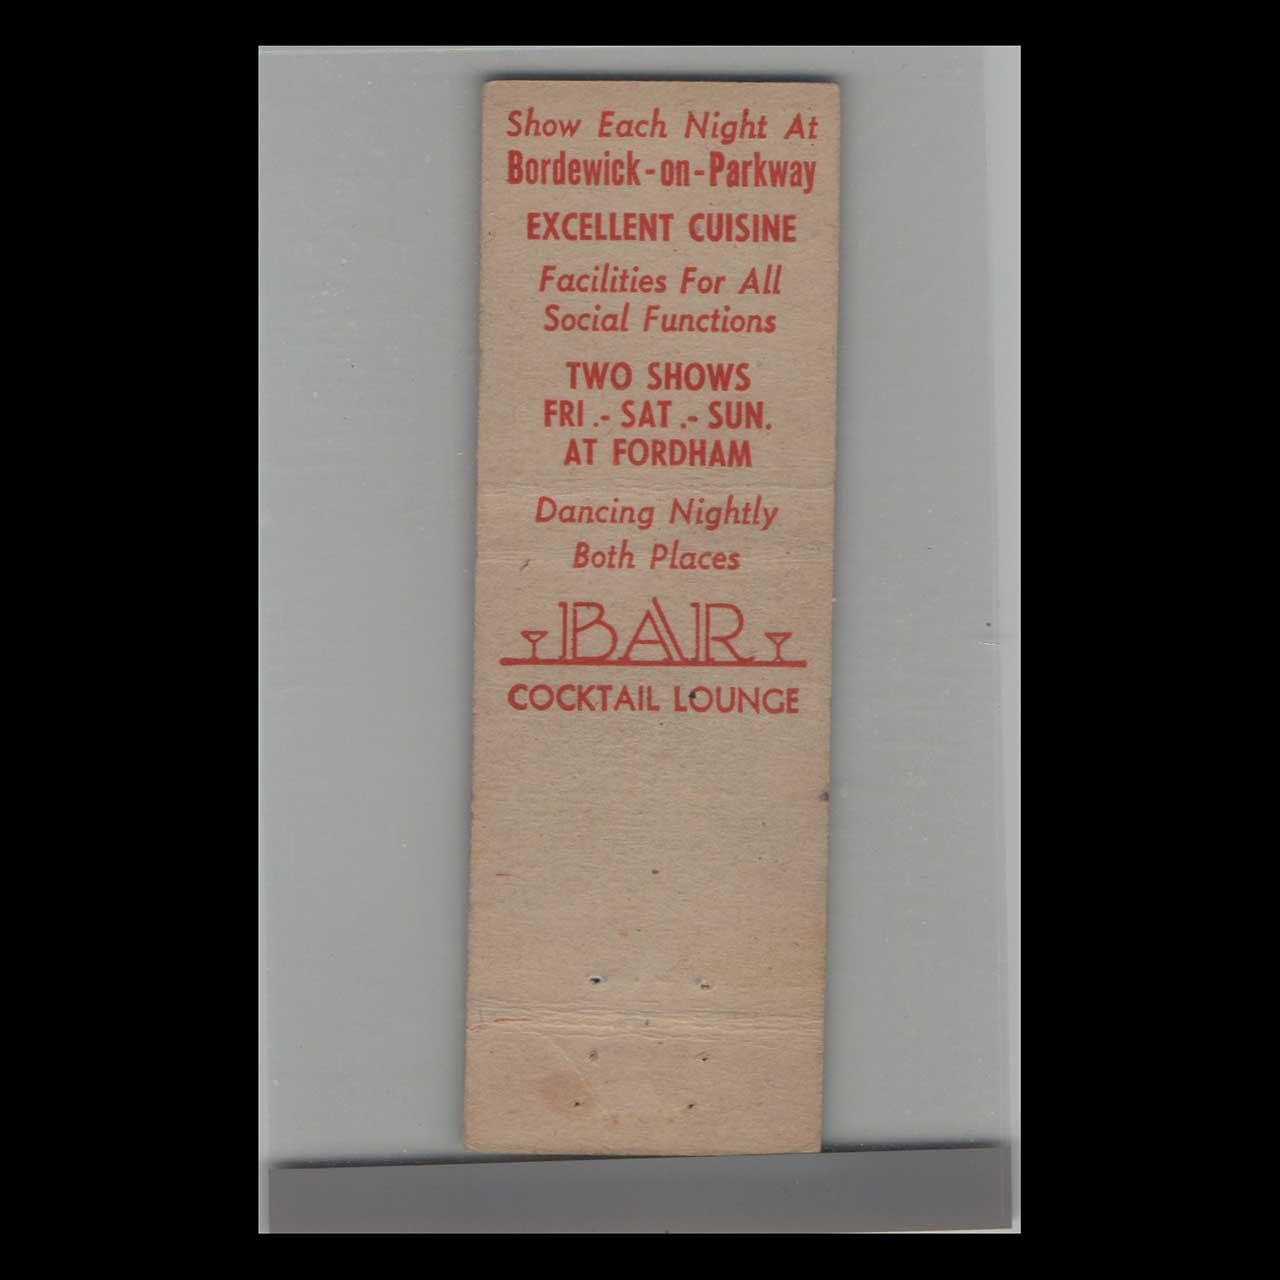 Show Each Night At
Bordewick-on-Parkway
EXCELLENT CUISINE
Facilities For All
Social Functions
TWO SHOWS
FRI.- SAT.- SUN.
AT FORDHAM
Dancing Nightly
Both Places
BAR
COCKTAIL LOUNGE